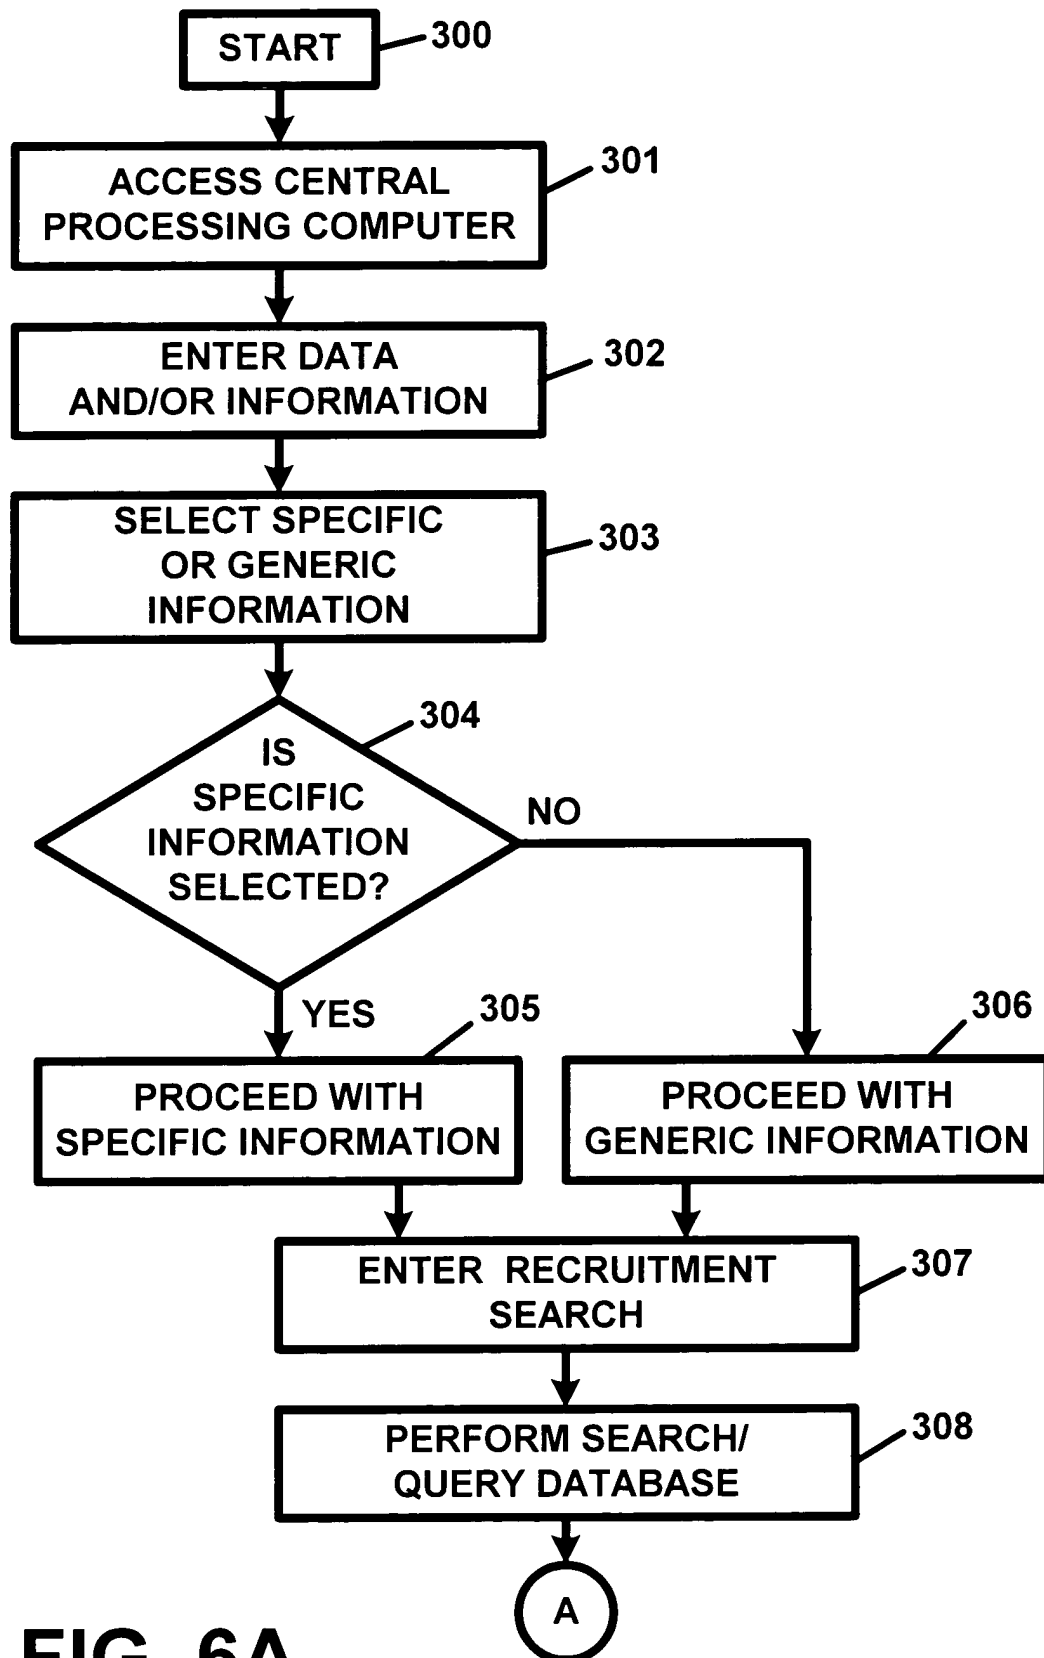 START
300
ACCESS CENTRAL
PROCESSING COMPUTER
301
ENTER DATA
AND/OR INFORMATION
302
SELECT SPECIFIC
OR GENERIC
INFORMATION
303
304
IS
SPECIFIC
INFORMATION
SELECTED?
NO
YES
305
306
PROCEED WITH
SPECIFIC INFORMATION
PROCEED WITH
GENERIC INFORMATION
ENTER RECRUITMENT
SEARCH
307
PERFORM SEARCH/
QUERY DATABASE
308
A
FIG. 6A